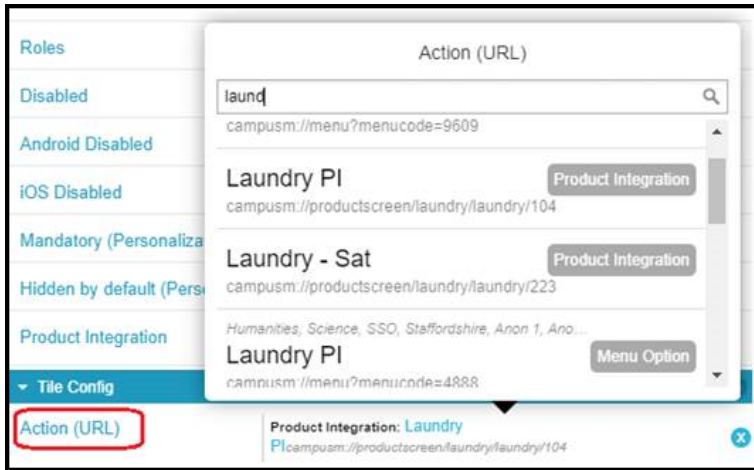 Roles
Disabled
Android Disabled
iOS Disabled
Mandatory (Personaliza
Hidden by default (Perso
Product Integration
Tile Config
Action (URL)
Product Integration: Laundry
PIcampusm://productscreen/laundry/laundry/104
Action (URL)
laund
campusm://menu?menucode=9609
Laundry PI
Product Integration
campusm://productscreen/laundry/laundry/104
Laundry - Sat
Product Integration
campusm://productscreen/laundry/laundry/223
Humanities, Science, SSO, Staffordshire, Anon 1, Ano...
Laundry PI
Menu Option
campusm://menu?menucode=4888